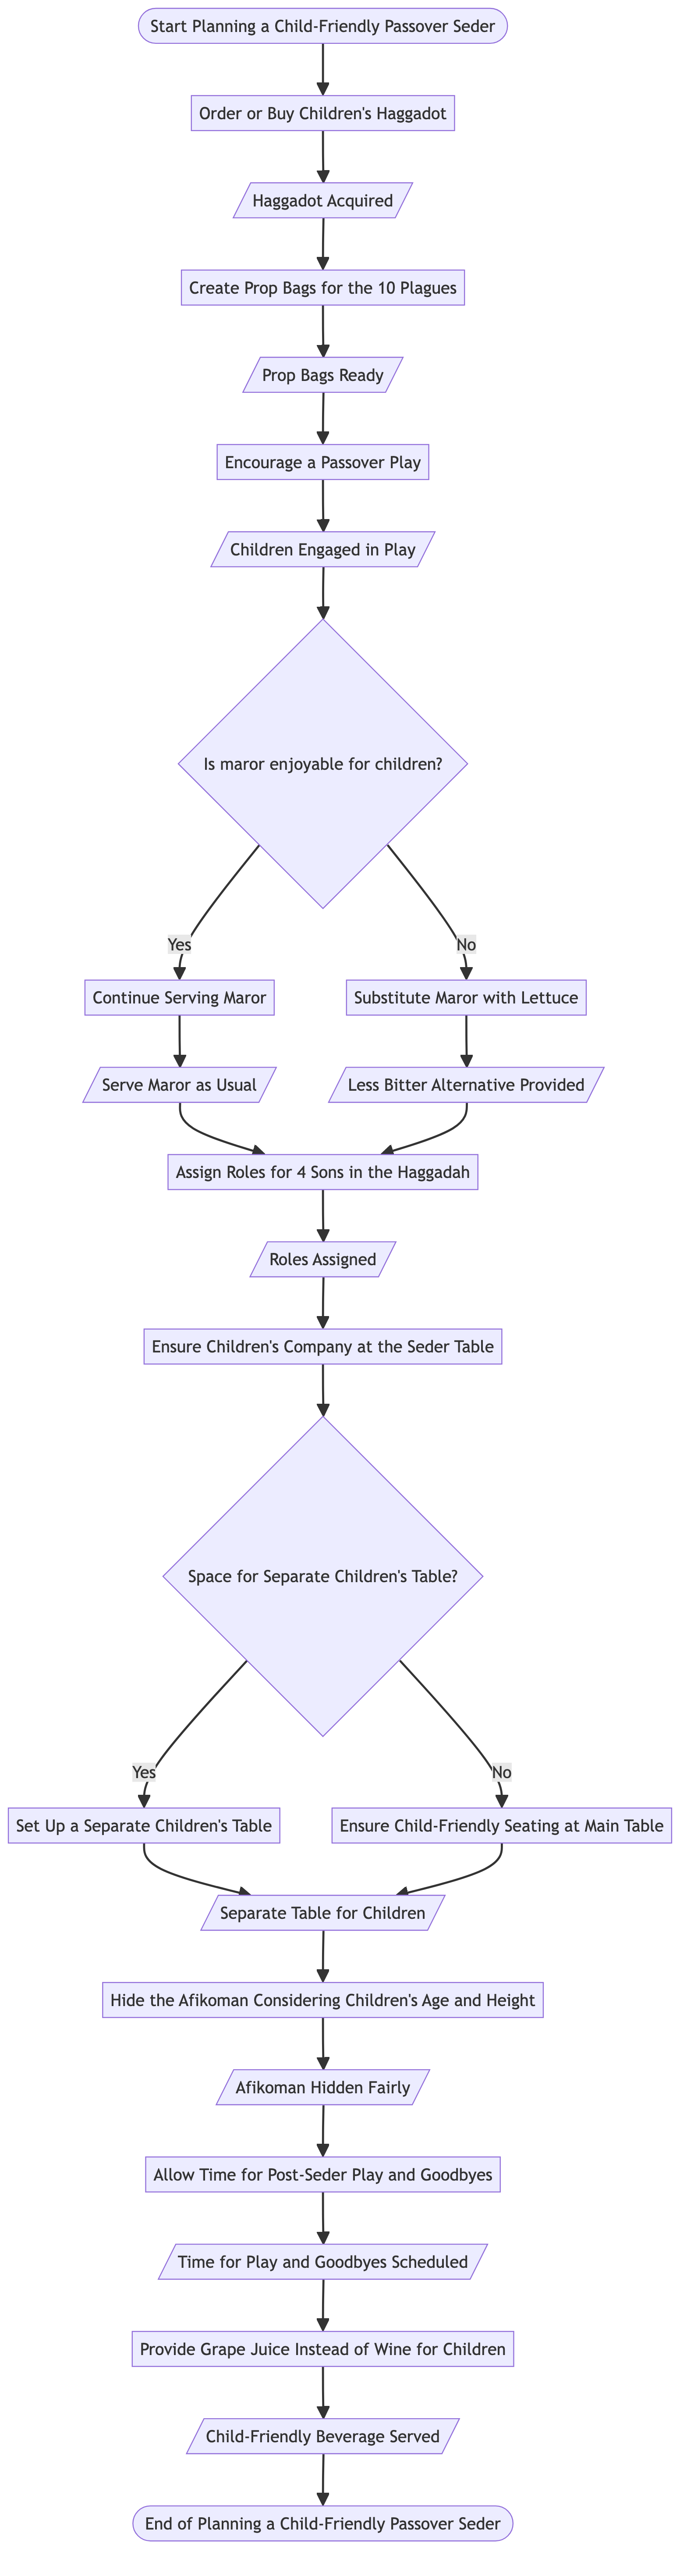 Start Planning a Child-Friendly Passover Seder
Order or Buy Children's Haggadot
Haggadot Acquired
Create Prop Bags for the 10 Plagues
Prop Bags Ready
Encourage a Passover Play
Children Engaged in Play
Is maror enjoyable for children?
Yes
No
Continue Serving Maror
Substitute Maror with Lettuce
Serve Maror as Usual
Less Bitter Alternative Provided
Assign Roles for 4 Sons in the Haggadah
Roles Assigned
Ensure Children's Company at the Seder Table
Space for Separate Children's Table?
Yes
No
Set Up a Separate Children's Table
Ensure Child-Friendly Seating at Main Table
Separate Table for Children
Hide the Afikoman Considering Children's Age and Height
Afikoman Hidden Fairly
Allow Time for Post-Seder Play and Goodbyes
Time for Play and Goodbyes Scheduled
Provide Grape Juice Instead of Wine for Children
Child-Friendly Beverage Served
End of Planning a Child-Friendly Passover Seder